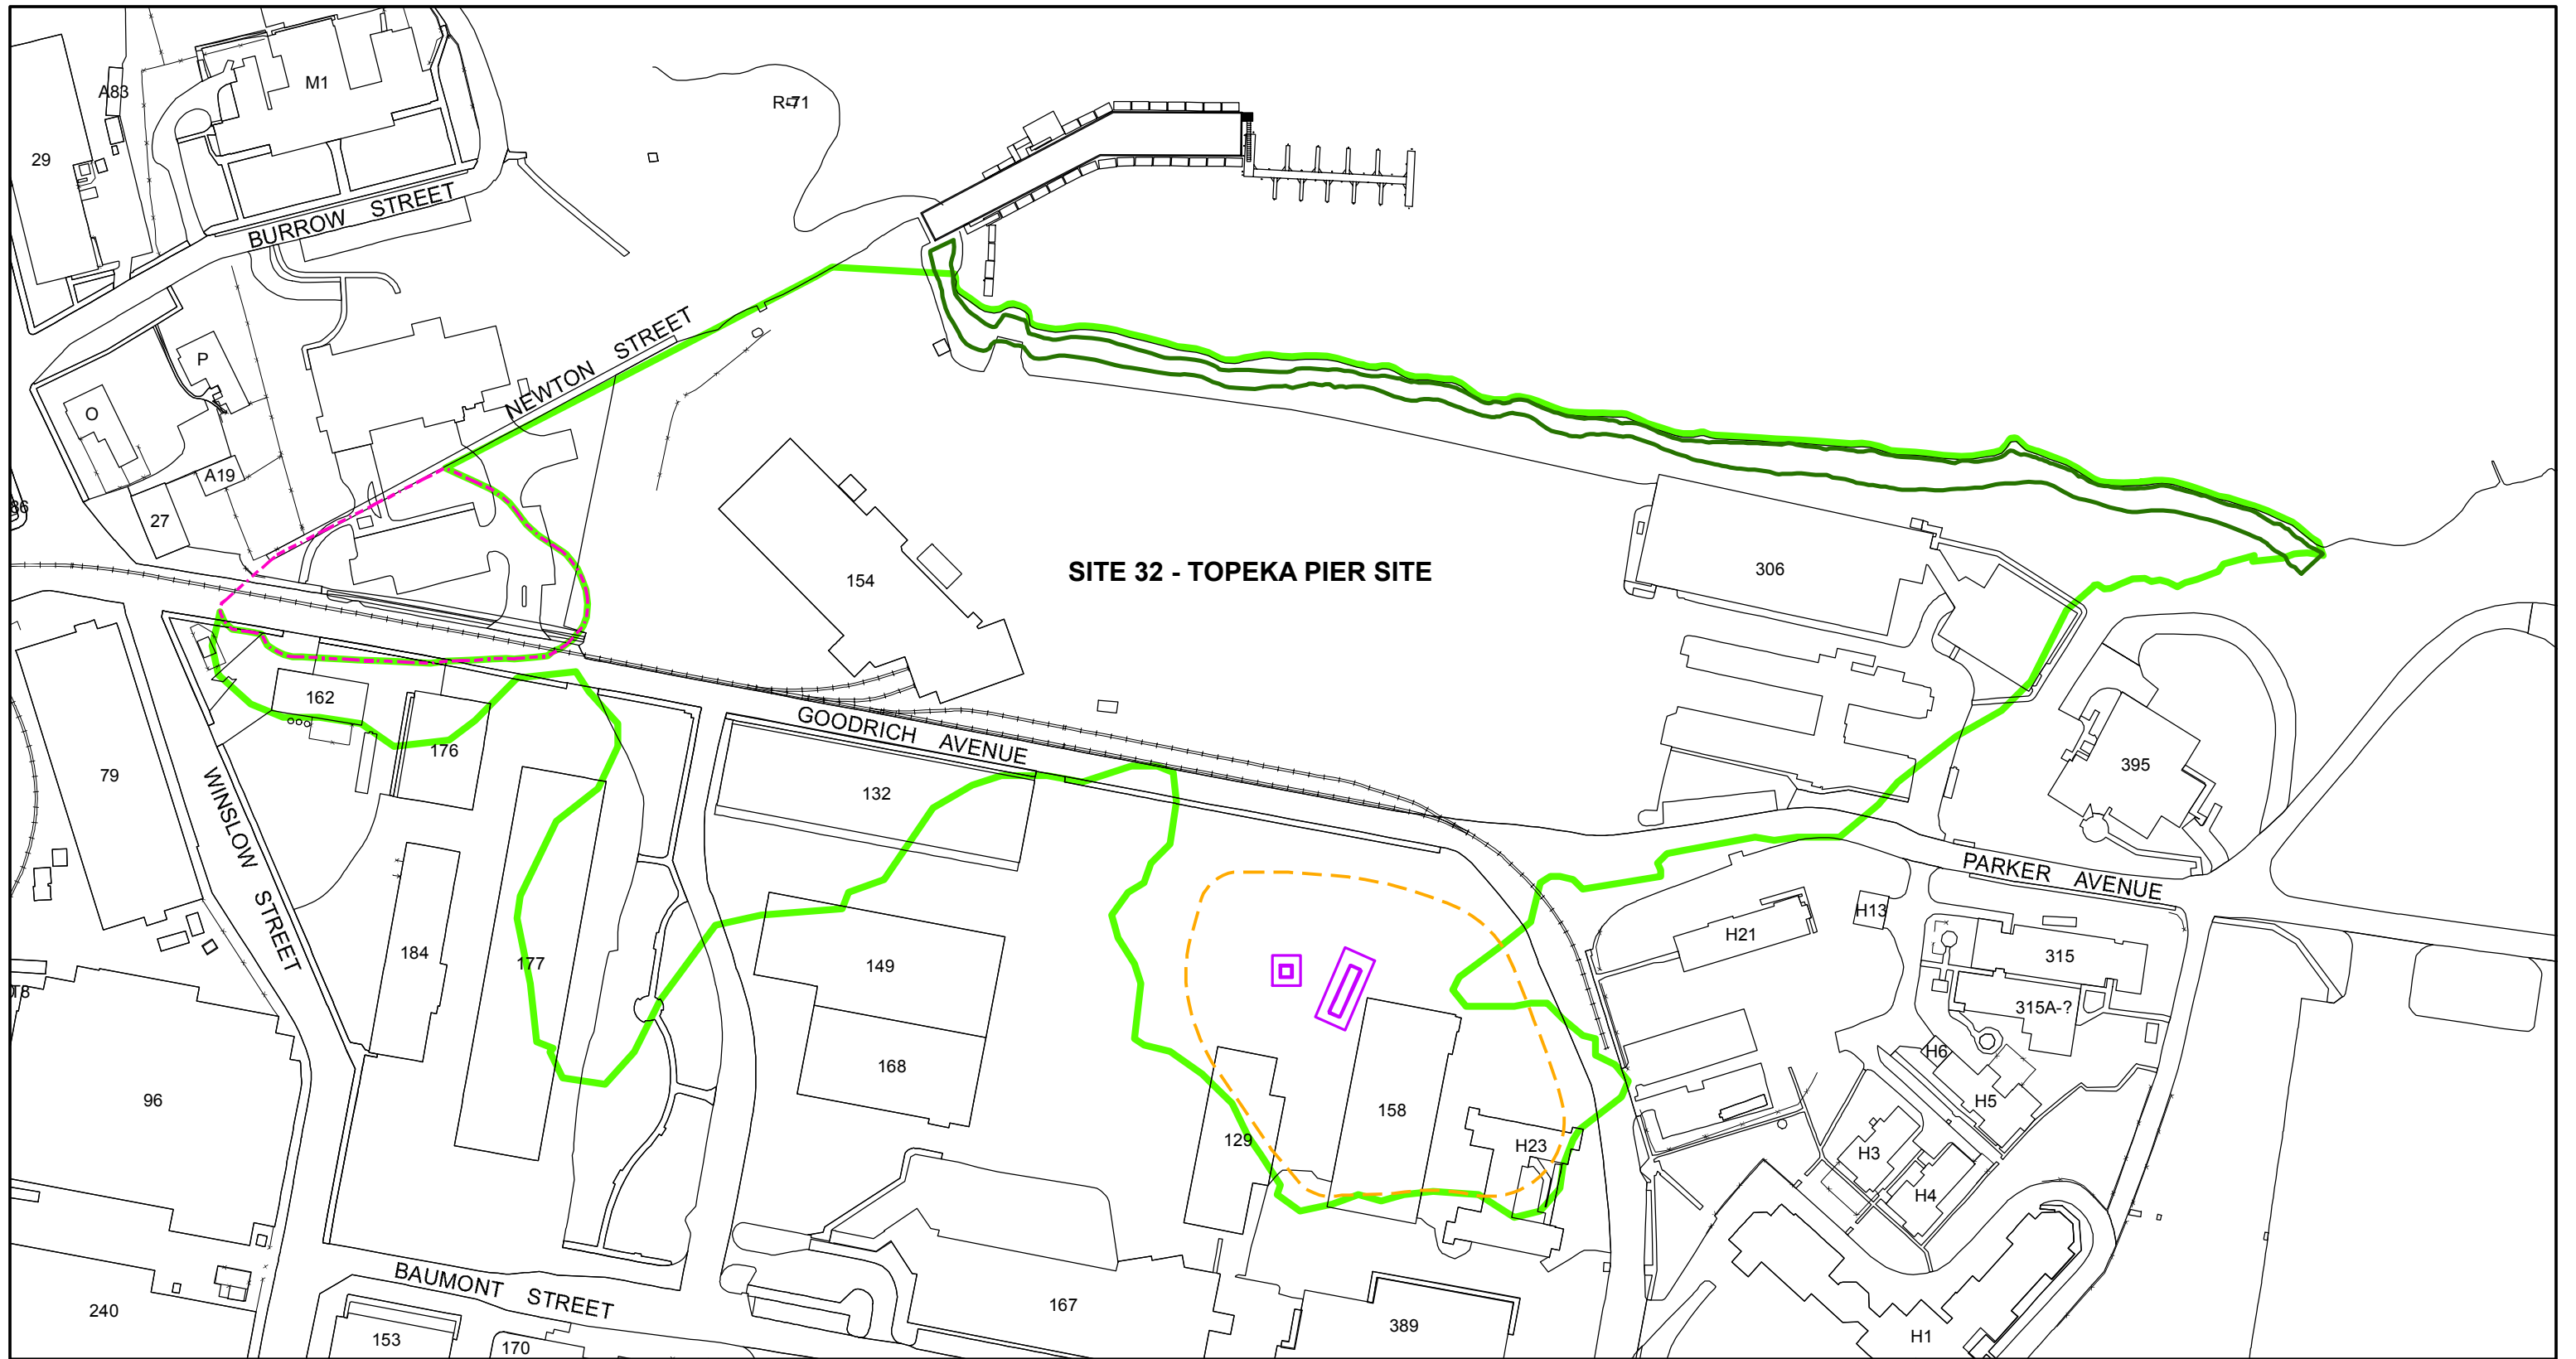 M1
A83
R-71
29
BURROW STREET
NEWTON STREET
P
O
A19
27
86
SITE 32 - TOPEKA PIER SITE
154
306
162
176
GOODRICH AVENUE
79
WINSLOW STREET
132
395
PARKER AVENUE
H13
H21
184
177
149
315
315A-?
168
H6
H5
96
158
129
H23
H3
H4
BAUMONT STREET
240
153
170
167
389
H1